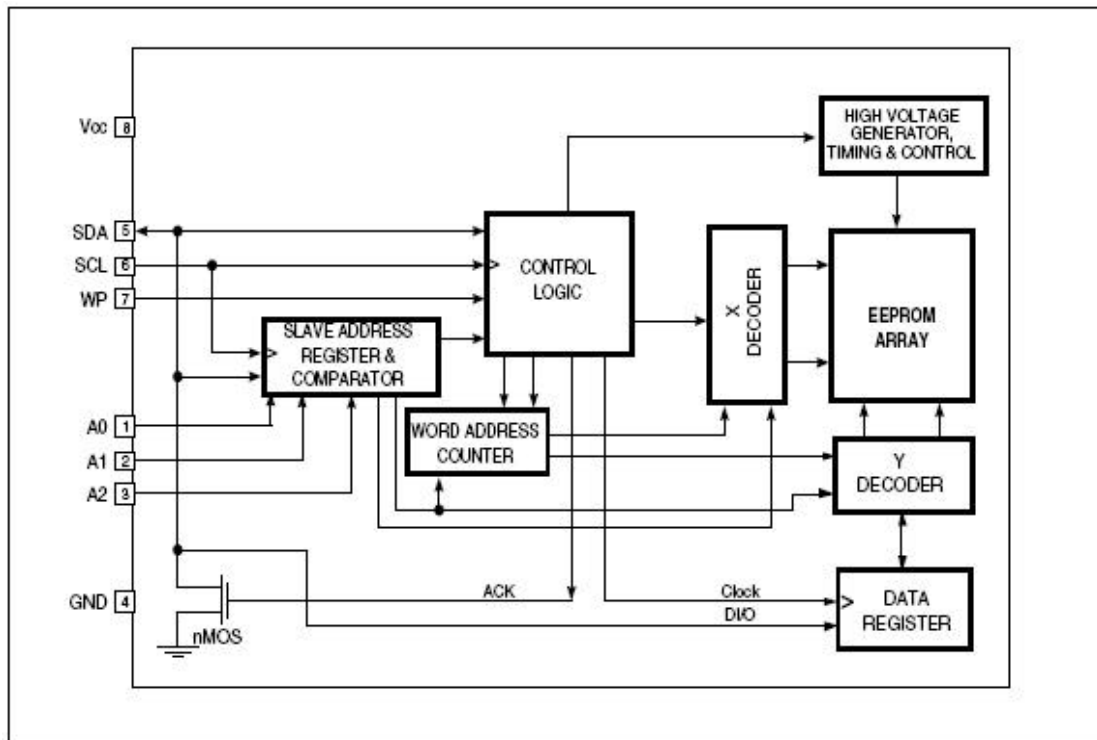 HIGH VOLTAGE
GENERATOR,
TIMING & CONTROL
Vcc 8
SDA 5
SCL 6
WP 7
CONTROL
LOGIC
X
DECODER
EEPROM
ARRAY
SLAVE ADDRESS
REGISTER &
COMPARATOR
A0 1
A1 2
A2 3
WORD ADDRESS
COUNTER
Y
DECODER
GND 4
nMOS
ACK
Clock
DI/O
DATA
REGISTER